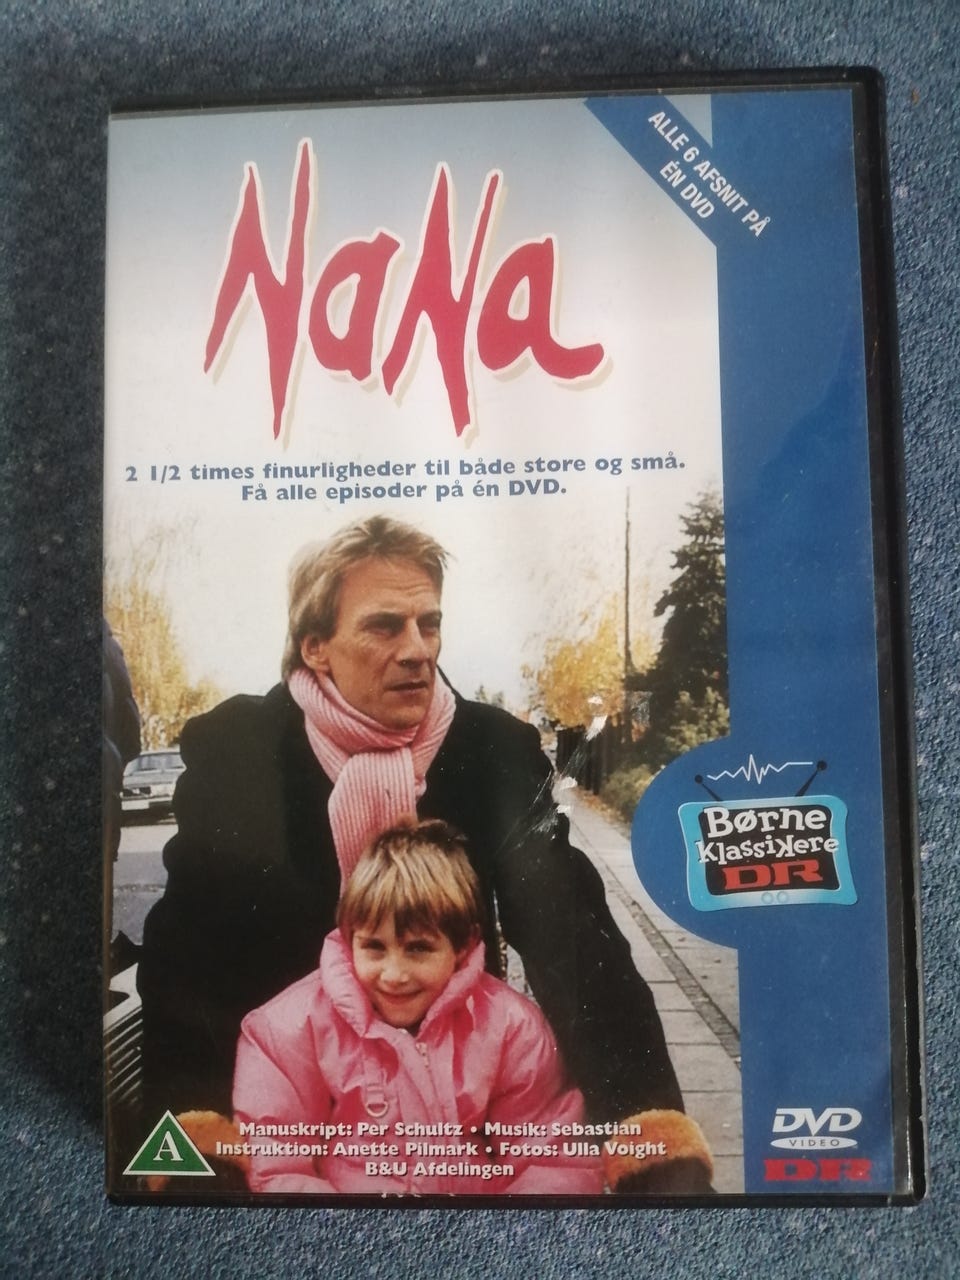 ALLE 6 AFSNIT PÅ
ÉN DVD
NaNa
2 1/2 times finurligheder til både store og små.
Få alle episoder på én DVD.
Børne
Klassikere
DR
Manuskript: Per Schultz • Musik: Sebastian
Instruktion: Anette Pilmark • Fotos: Ulla Voight
B&U Afdelingen
A
DVD
VIDEO
DR